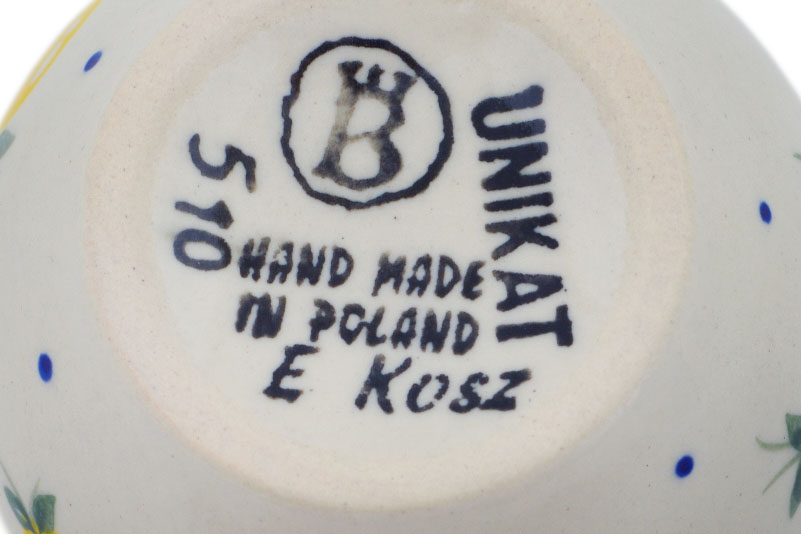 B
UNIKAT
510
HAND MADE
IN POLAND
E Kosz